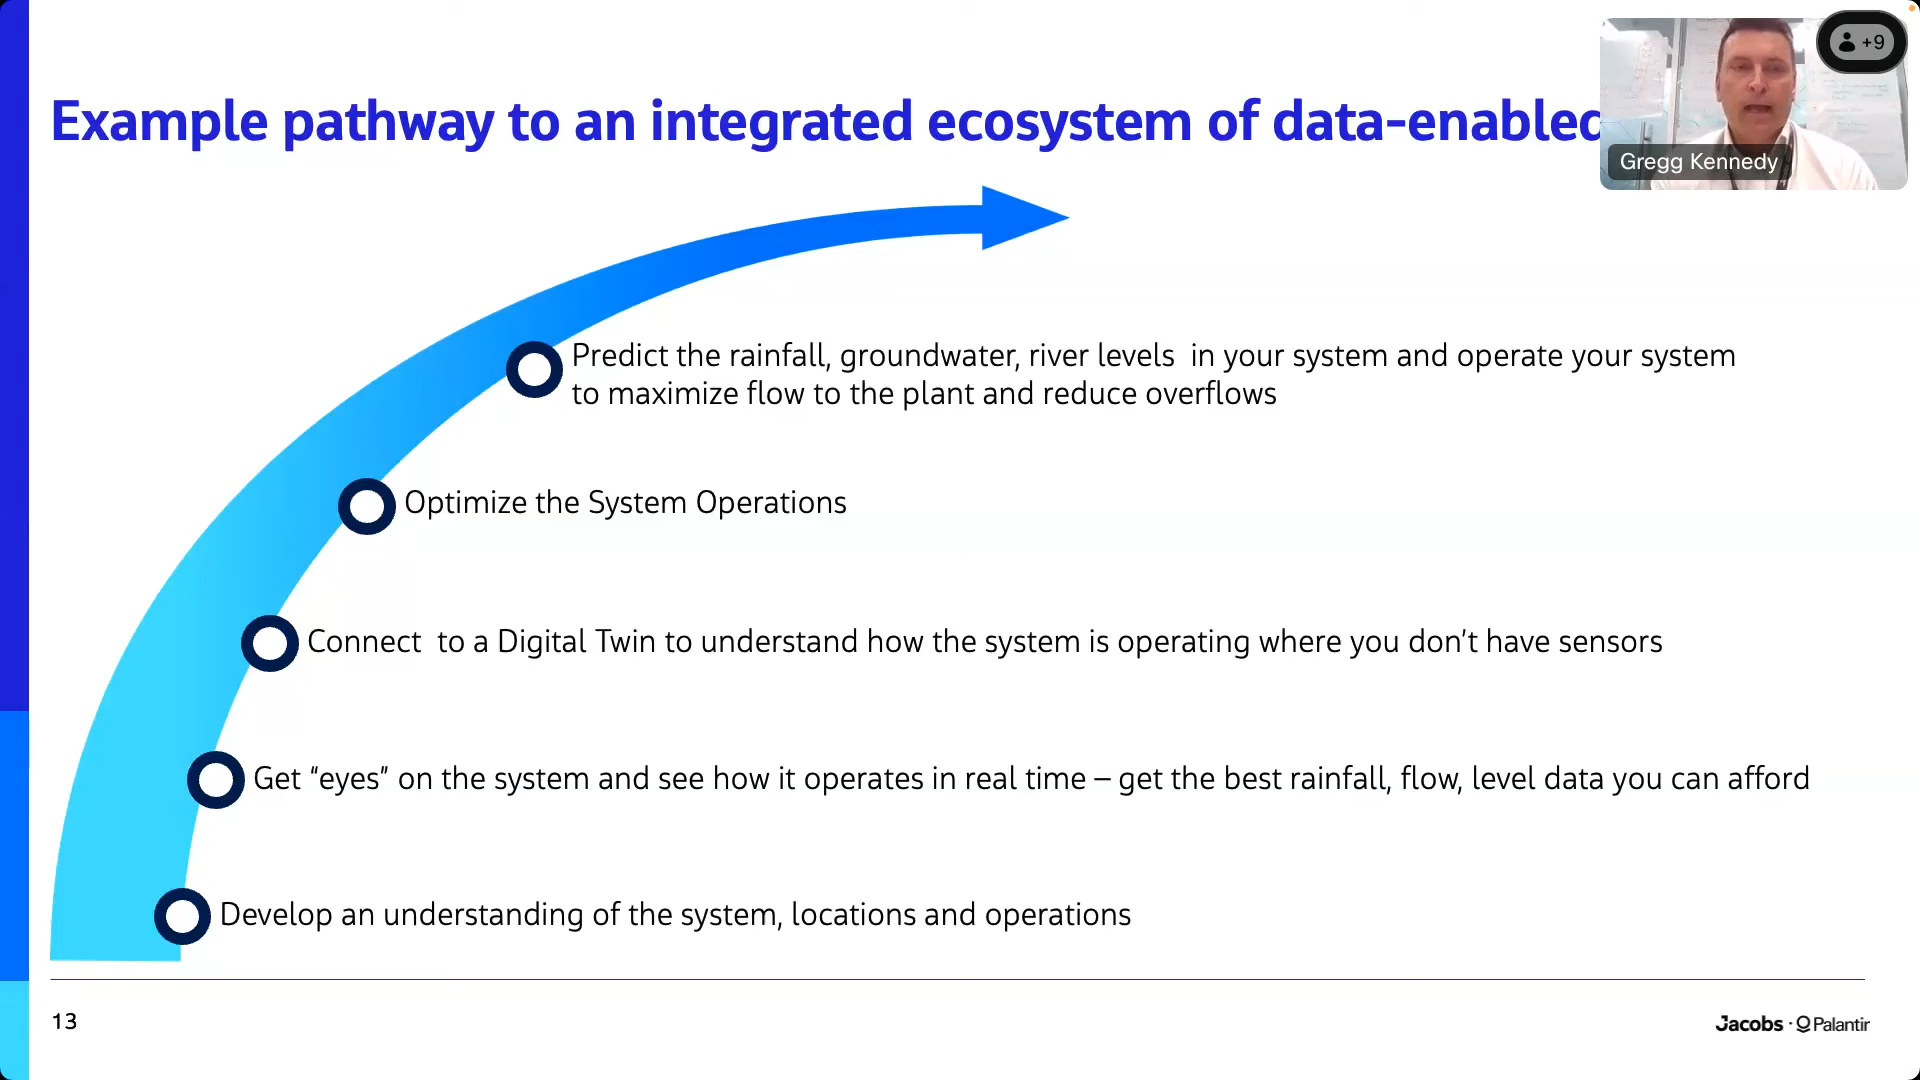 Example pathway to an integrated ecosystem of data-enabled
+9
Gregg Kennedy
Predict the rainfall, groundwater, river levels  in your system and operate your system
to maximize flow to the plant and reduce overflows
Optimize the System Operations
Connect  to a Digital Twin to understand how the system is operating where you don’t have sensors
Get “eyes” on the system and see how it operates in real time – get the best rainfall, flow, level data you can afford
Develop an understanding of the system, locations and operations
13
Jacobs · Palantir